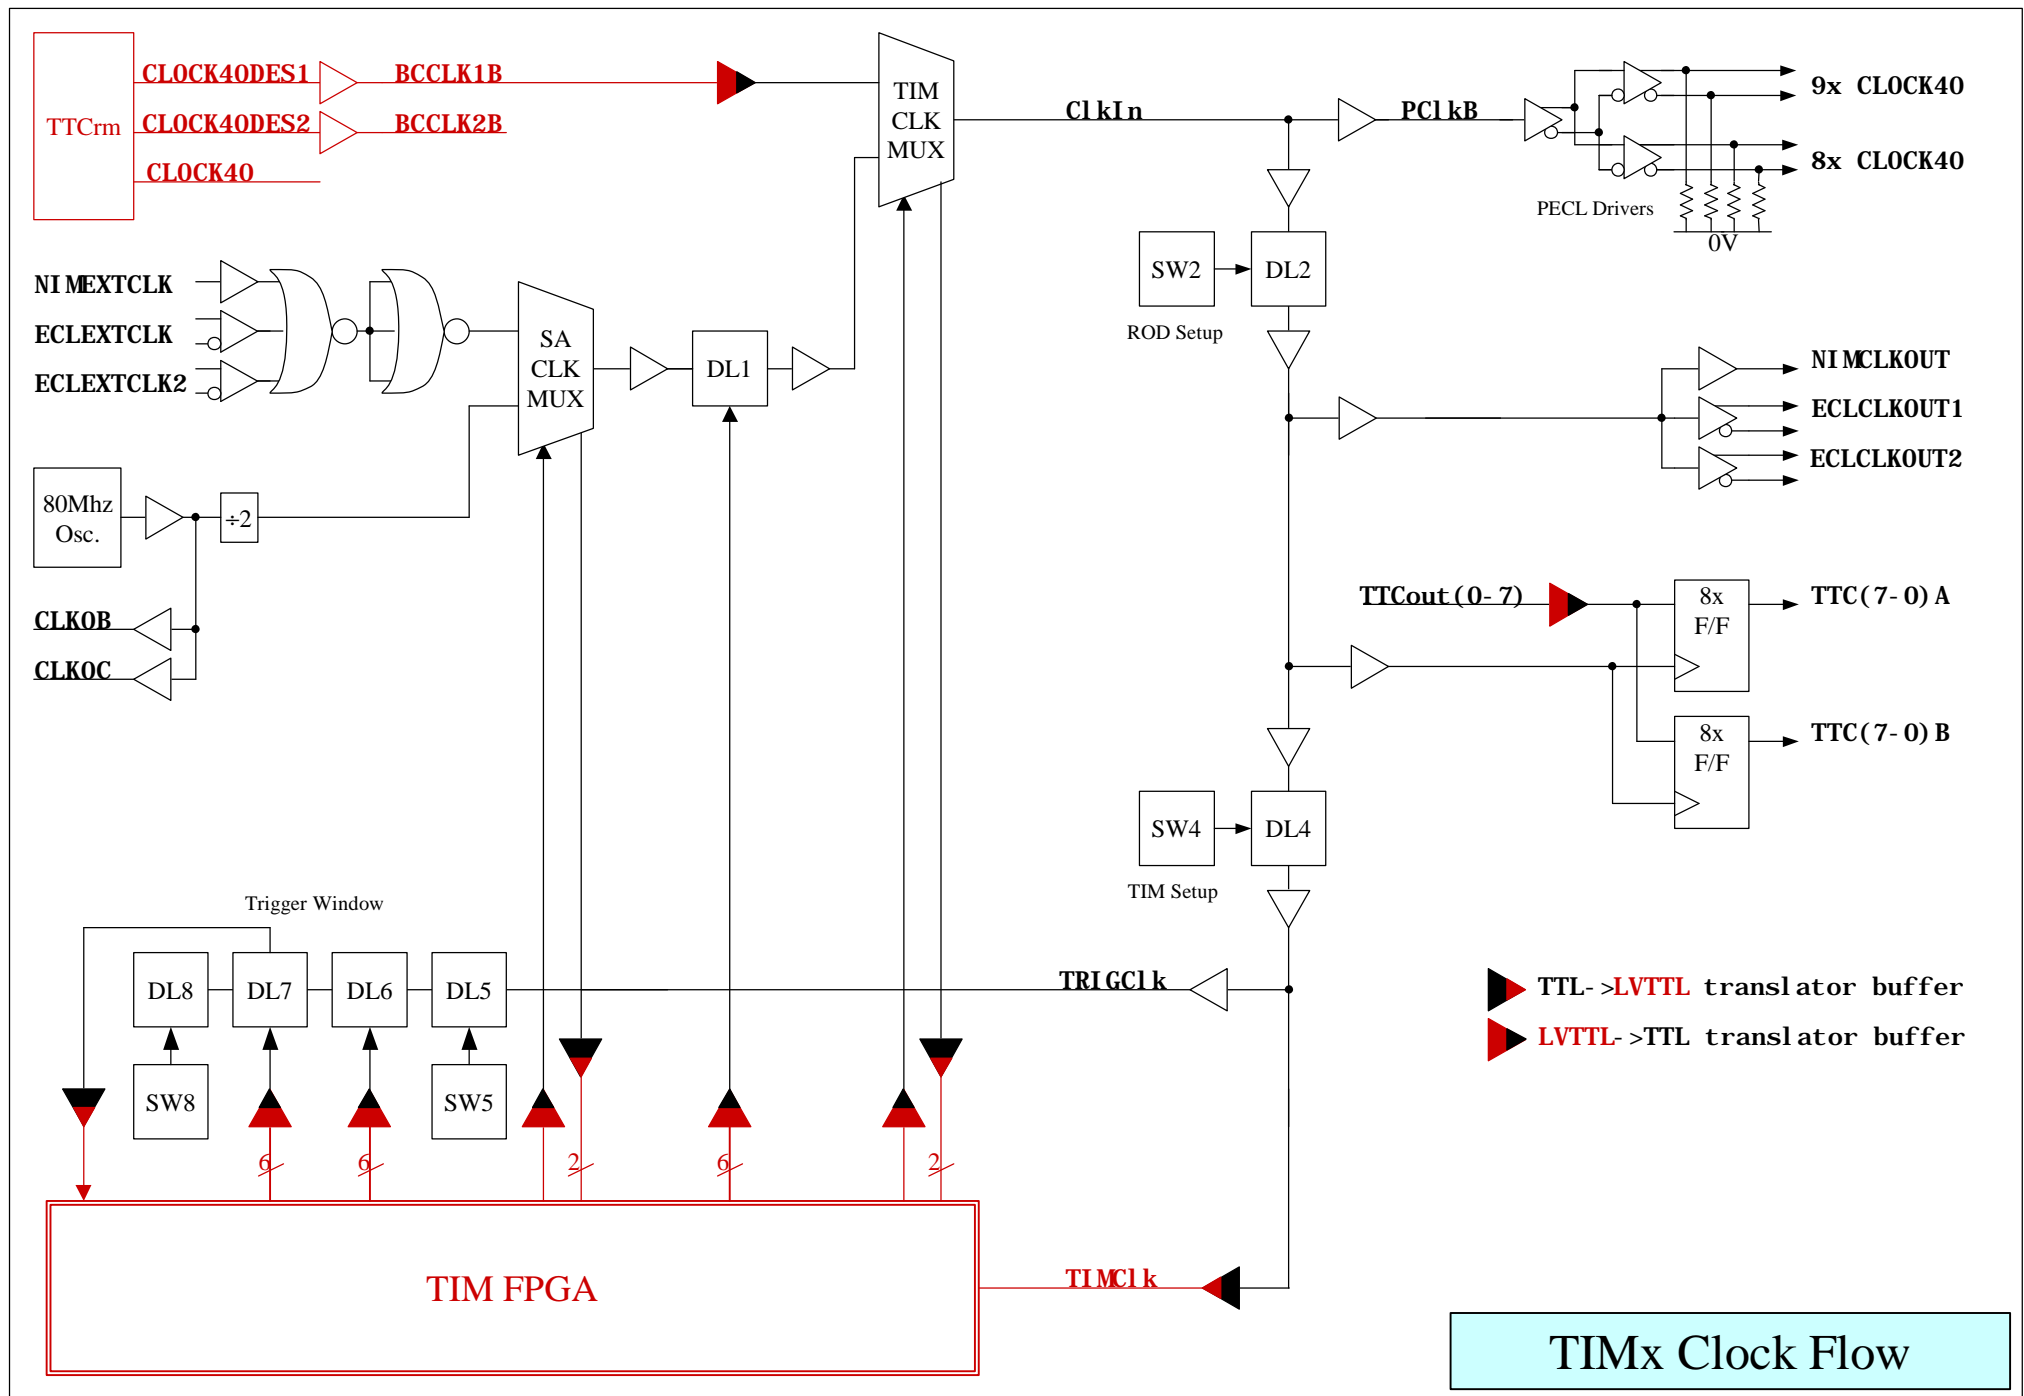 CLOCK40DES1
BCCLK1B
TTCrm
CLOCK40DES2
BCCLK2B
CLOCK40
TIM
CLK
MUX
ClkIn
PClkB
9x CLOCK40
8x CLOCK40
PECL Drivers
0V
NIMEXTCLK
ECLEXTCLK
ECLEXTCLK2
SA
CLK
MUX
DL1
SW2
DL2
ROD Setup
NIMCLKOUT
ECLCLKOUT1
ECLCLKOUT2
80Mhz
Osc.
÷2
CLK0B
CLK0C
TTCout(0-7)
8x
F/F
TTC(7-0)A
8x
F/F
TTC(7-0)B
SW4
DL4
TIM Setup
Trigger Window
DL8
DL7
DL6
DL5
TRIGClk
SW8
SW5
TTL->LVTTL translator buffer
LVTTL->TTL translator buffer
6
6
2
6
2
TIM FPGA
TIMClk
TIMx Clock Flow